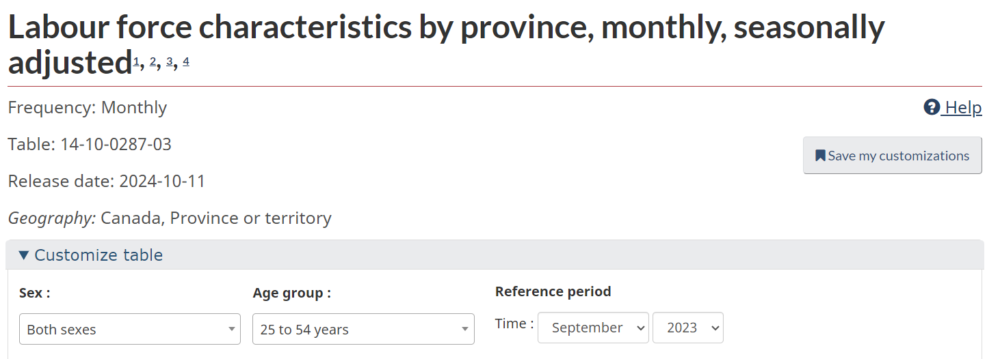 Labour force characteristics by province, monthly, seasonally
adjusted1, 2, 3, 4
Frequency: Monthly
Help
Table: 14-10-0287-03
Save my customizations
Release date: 2024-10-11
Geography: Canada, Province or territory
Customize table
Sex :
Age group :
Reference period
Both sexes
25 to 54 years
Time : September 2023